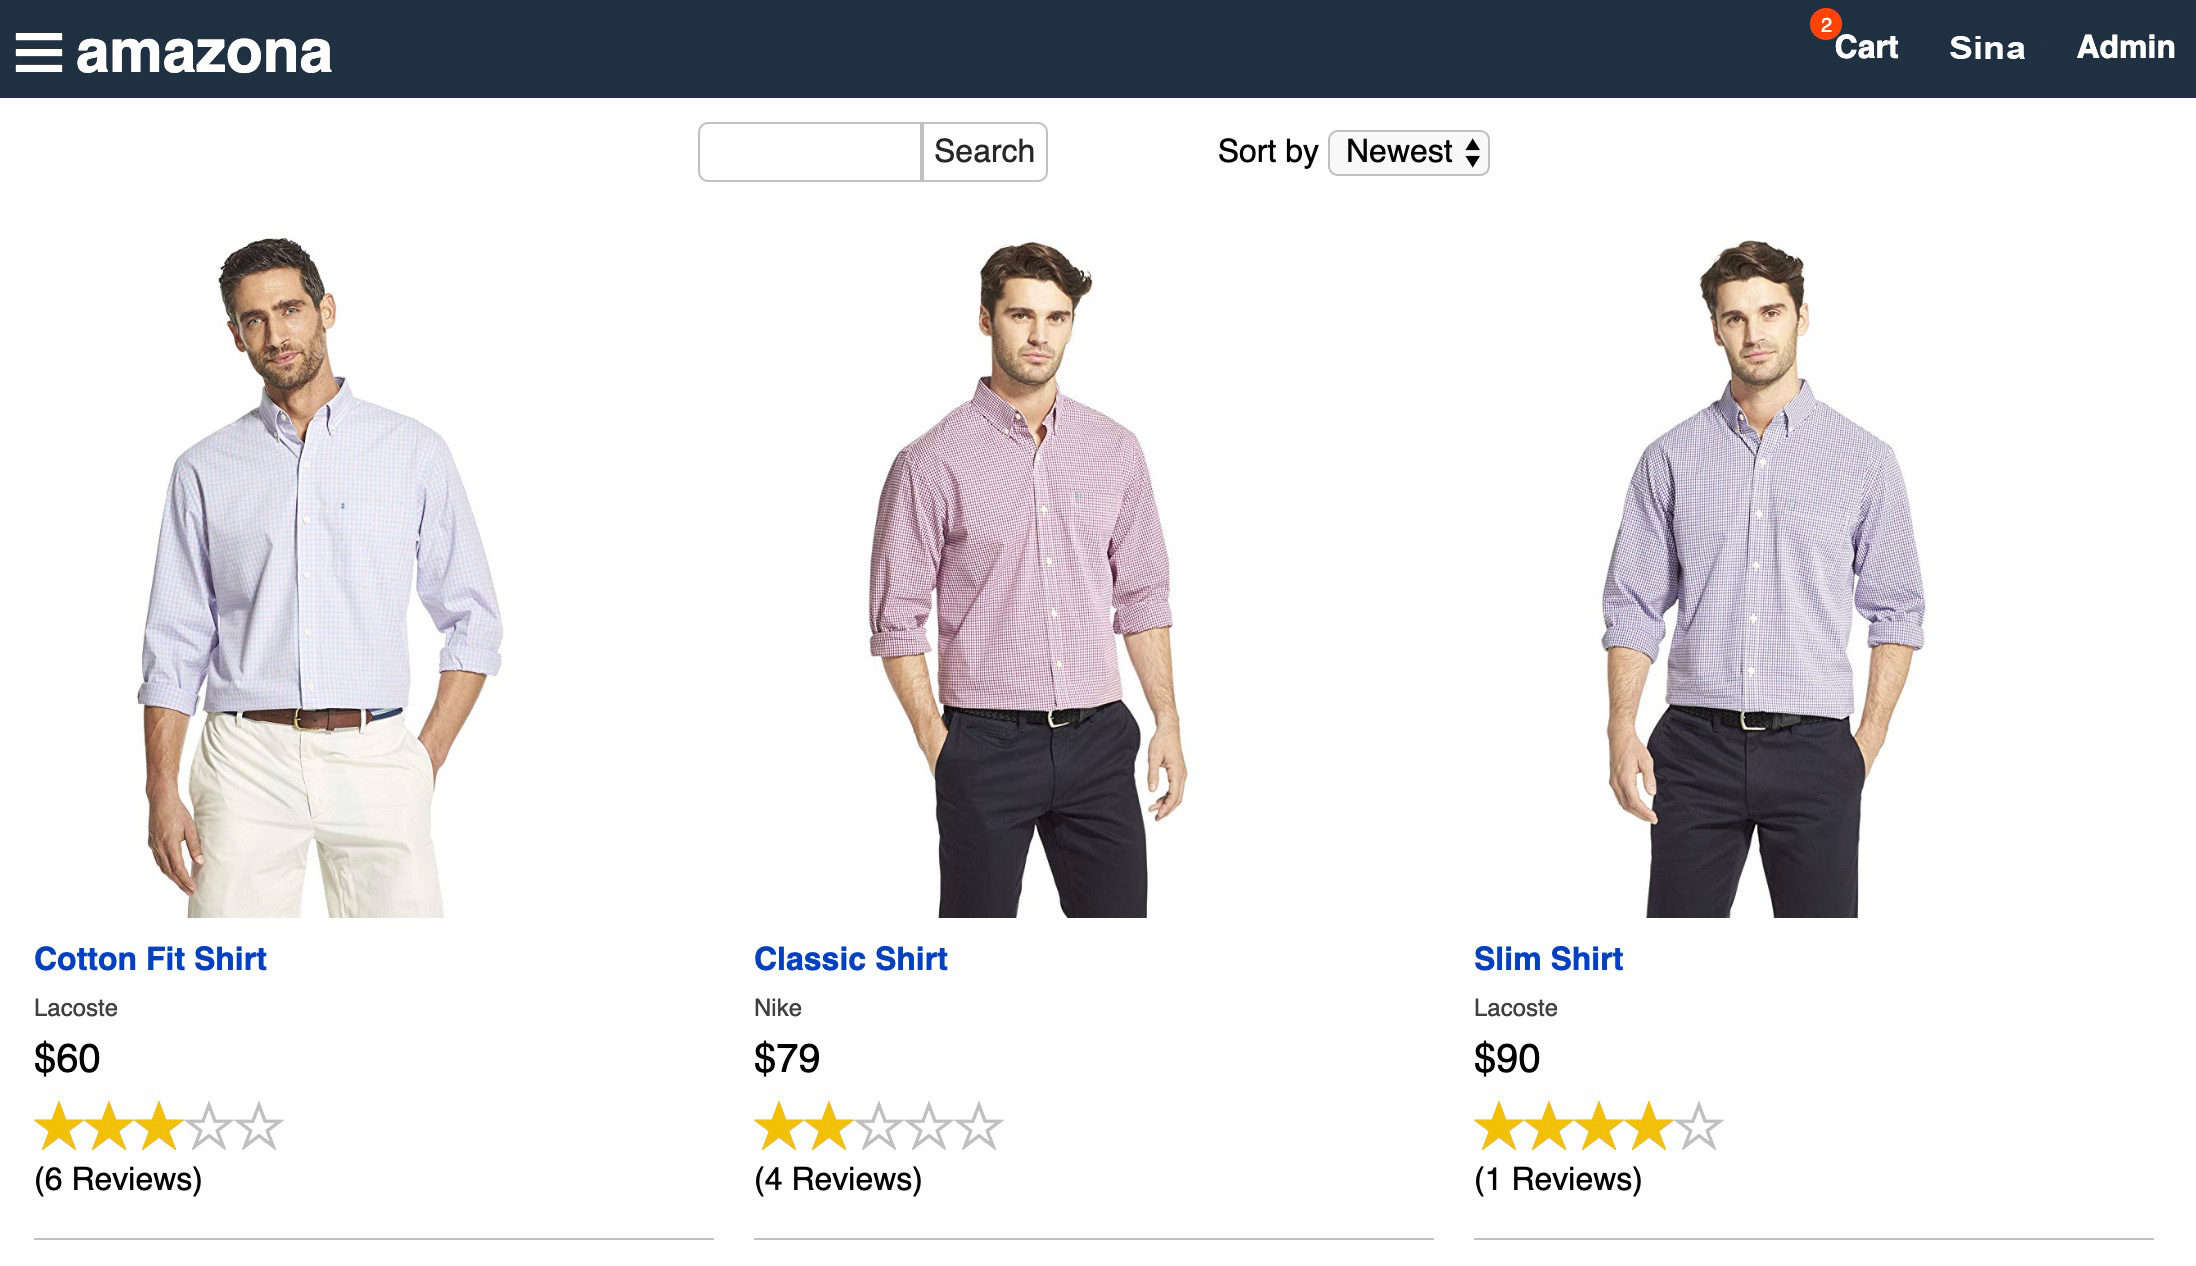 amazona
2
Cart Sina Admin
Search Sort by Newest
Cotton Fit Shirt
Lacoste
$60
(6 Reviews)
Classic Shirt
Nike
$79
(4 Reviews)
Slim Shirt
Lacoste
$90
(1 Reviews)